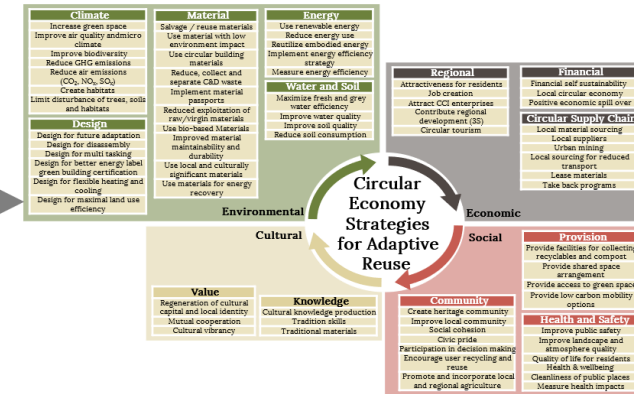 Climate
Increase green space
Improve air quality andmicro
climate
Improve biodiversity
Reduce GHG emissions
Reduce air emissions
(CO₂, NOₓ, SOₓ)
Create habitats
Limit disturbance of trees, soils
and habitats
Design
Design for future adaptation
Design for disassembly
Design for multi tasking
Design for better energy label
green building certification
Design for flexible heating and
cooling
Design for maximal land use
efficiency
Material
Salvage / reuse materials
Use material with low
environment impact
Use circular building
materials
Reduce, collect and
separate C&D waste
Implement material
passports
Reduced exploitation of
raw/virgin materials
Use bio-based Materials
Improved material
maintainability and
durability
Use local and culturally
significant materials
Use materials for energy
recovery
Energy
Use renewable energy
Reduce energy use
Reutilize embodied energy
Implement energy efficiency
strategy
Measure energy efficiency
Water and Soil
Maximize fresh and grey
water efficiency
Improve water quality
Improve soil quality
Reduce soil consumption
Environmental
Regional
Attractiveness for residents
Job creation
Attract CCI enterprises
Contribute regional
development (3S)
Circular tourism
Financial
Financial self sustainability
Local circular economy
Positive economic spill over
Circular Supply Chain
Local material sourcing
Local suppliers
Urban mining
Local sourcing for reduced
transport
Lease materials
Take back programs
Economic
Circular
Economy
Strategies
for Adaptive
Reuse
Cultural
Value
Regeneration of cultural
capital and local identity
Mutual cooperation
Cultural vibrancy
Knowledge
Cultural knowledge production
Tradition skills
Traditional materials
Social
Community
Create heritage community
Improve local community
Social cohesion
Civic pride
Participation in decision making
Encourage user recycling and
reuse
Promote and incorporate local
and regional agriculture
Provision
Provide facilities for collecting
recyclables and compost
Provide shared space
arrangement
Provide access to green space
Provide low carbon mobility
options
Health and Safety
Improve public safety
Improve landscape and
atmosphere quality
Quality of life for residents
Health & wellbeing
Cleanliness of public places
Measure health impacts